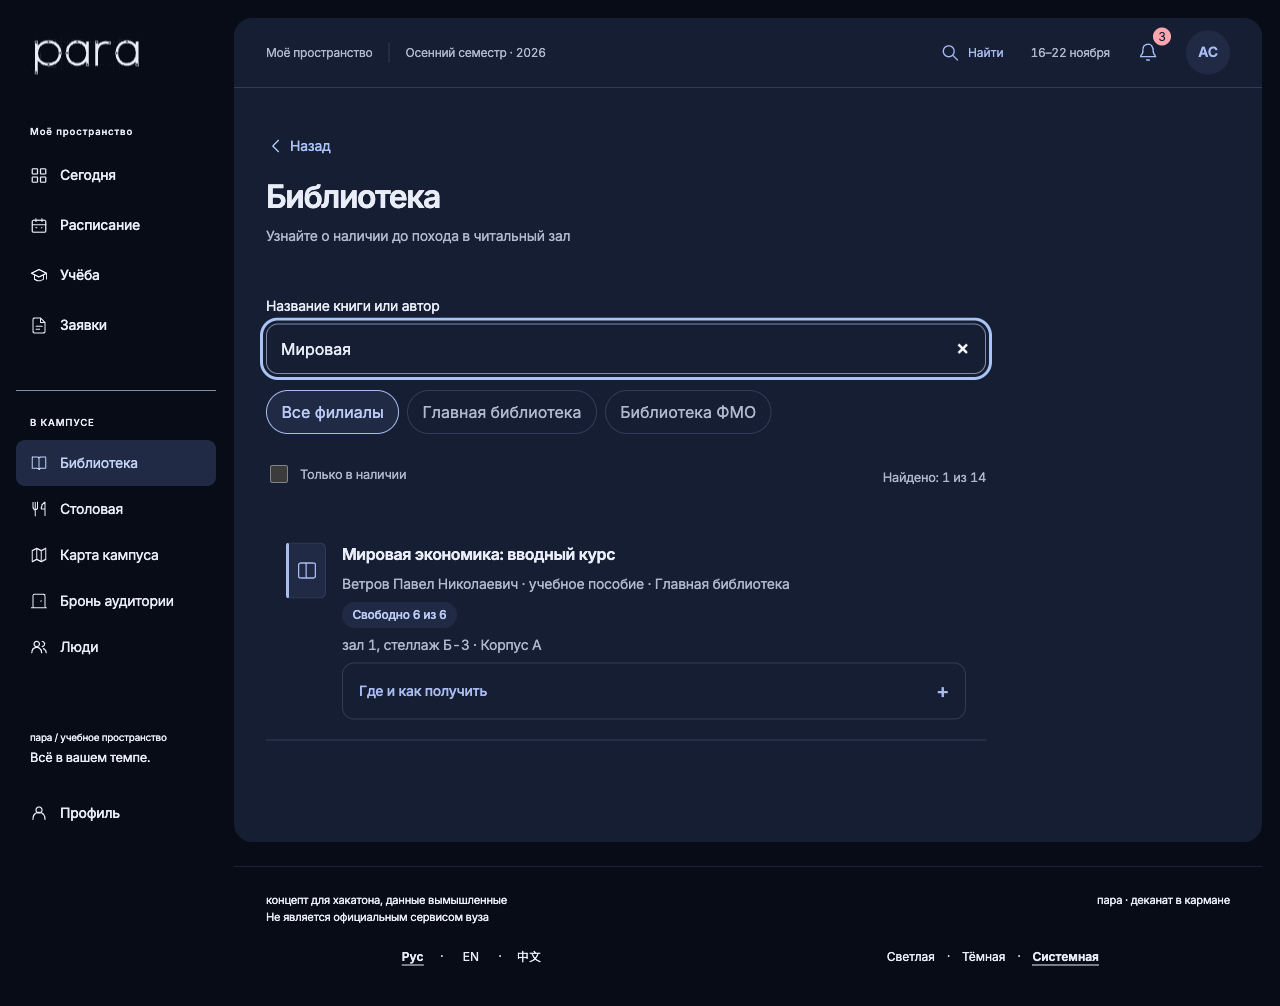 para
Моё пространство
Сегодня
Расписание
Учёба
Заявки
В КАМПУСЕ
Библиотека
Столовая
Карта кампуса
Бронь аудитории
Люди
пара / учебное пространство
Всё в вашем темпе.
Профиль
Моё пространство
Осенний семестр · 2026
Найти
16–22 ноября
3
АС
Назад
Библиотека
Узнайте о наличии до похода в читальный зал
Название книги или автор
Мировая
Все филиалы
Главная библиотека
Библиотека ФМО
Только в наличии
Найдено: 1 из 14
Мировая экономика: вводный курс
Ветров Павел Николаевич · учебное пособие · Главная библиотека
Свободно 6 из 6
зал 1, стеллаж Б-3 · Корпус А
Где и как получить
концепт для хакатона, данные вымышленные
Не является официальным сервисом вуза
пара · деканат в кармане
Рус · EN · 中文
Светлая · Тёмная · Системная